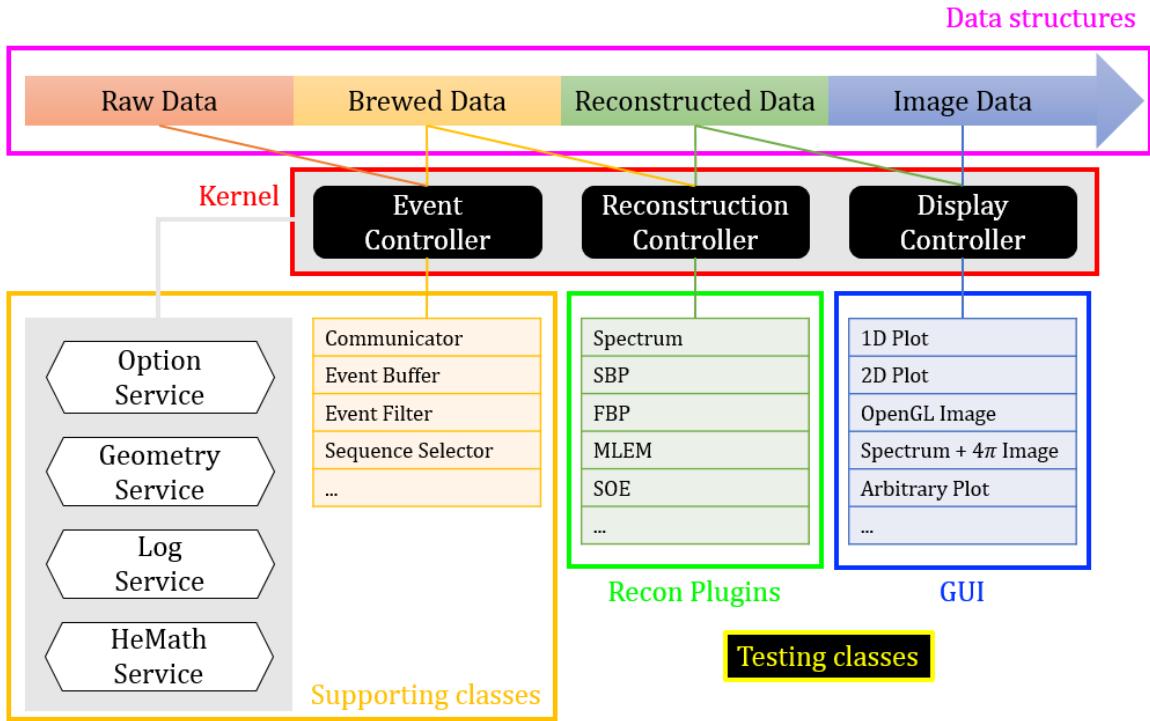 Data structures
Raw Data
Brewed Data
Reconstructed Data
Image Data
Kernel
Event
Controller
Reconstruction
Controller
Display
Controller
Option
Service
Geometry
Service
Log
Service
HeMath
Service
Communicator
Event Buffer
Event Filter
Sequence Selector
...
Supporting classes
Spectrum
SBP
FBP
MLEM
SOE
...
Recon Plugins
1D Plot
2D Plot
OpenGL Image
Spectrum + 4π Image
Arbitrary Plot
...
GUI
Testing classes